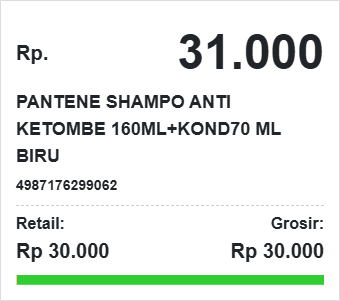 Rp. 31.000
PANTENE SHAMPO ANTI
KETOMBE 160ML+KOND70 ML
BIRU
4987176299062
Retail: Grosir:
Rp 30.000 Rp 30.000